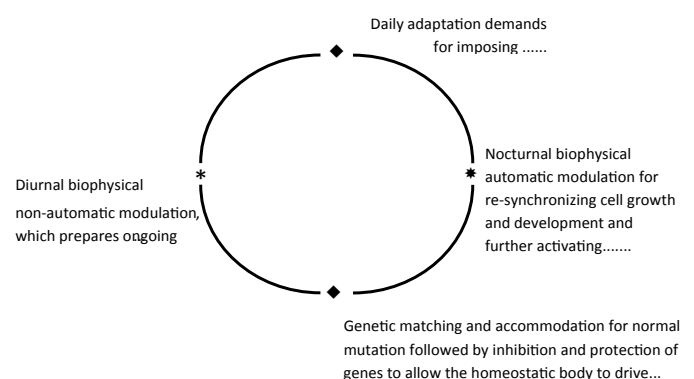 Daily adaptation demands
for imposing ......
Nocturnal biophysical
automatic modulation for
re-synchronizing cell growth
and development and
further activating.......
Genetic matching and accommodation for normal
mutation followed by inhibition and protection of
genes to allow the homeostatic body to drive...
Diurnal biophysical
non-automatic modulation,
which prepares ongoing